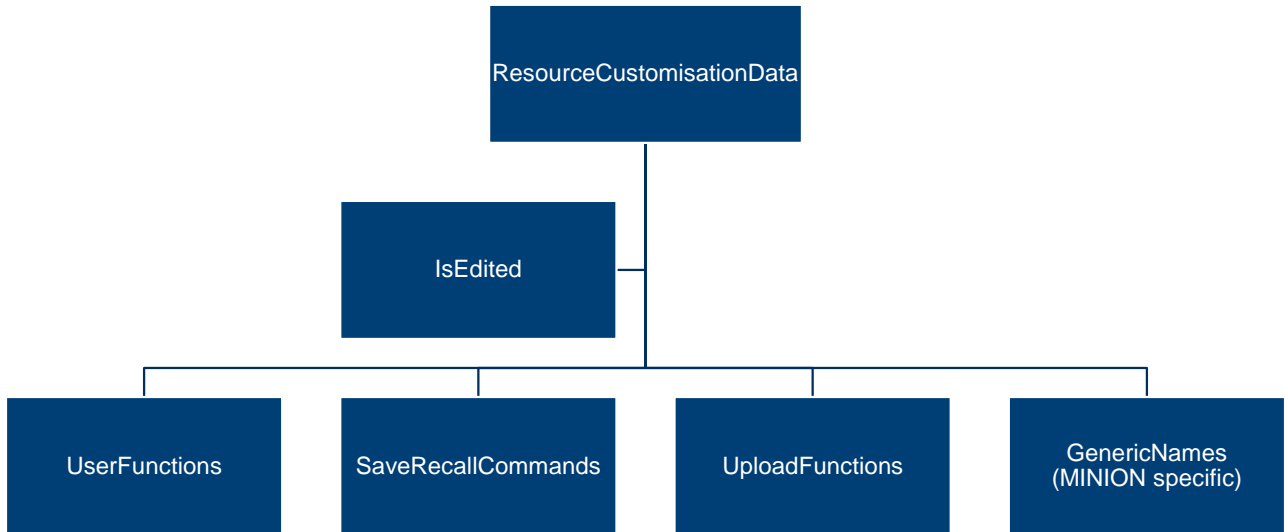 ResourceCustomisationData
IsEdited
UserFunctions
SaveRecallCommands
UploadFunctions
GenericNames
(MINION specific)